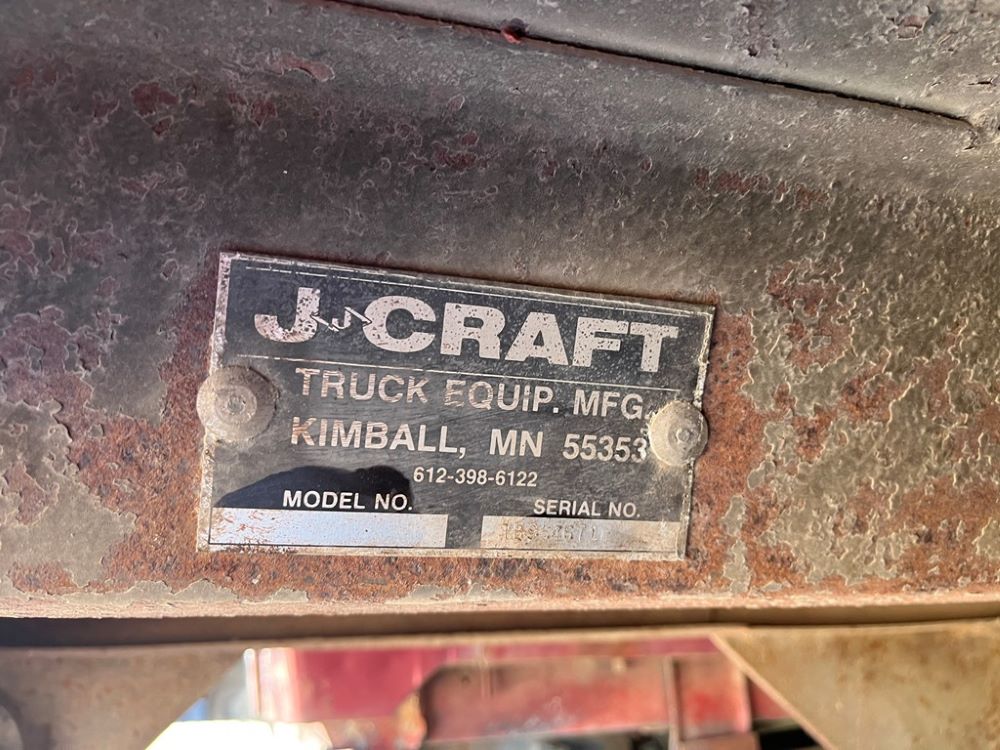 J-CRAFT
TRUCK EQUIP. MFG.
KIMBALL, MN 55353
612-398-6122
MODEL NO.
SERIAL NO.